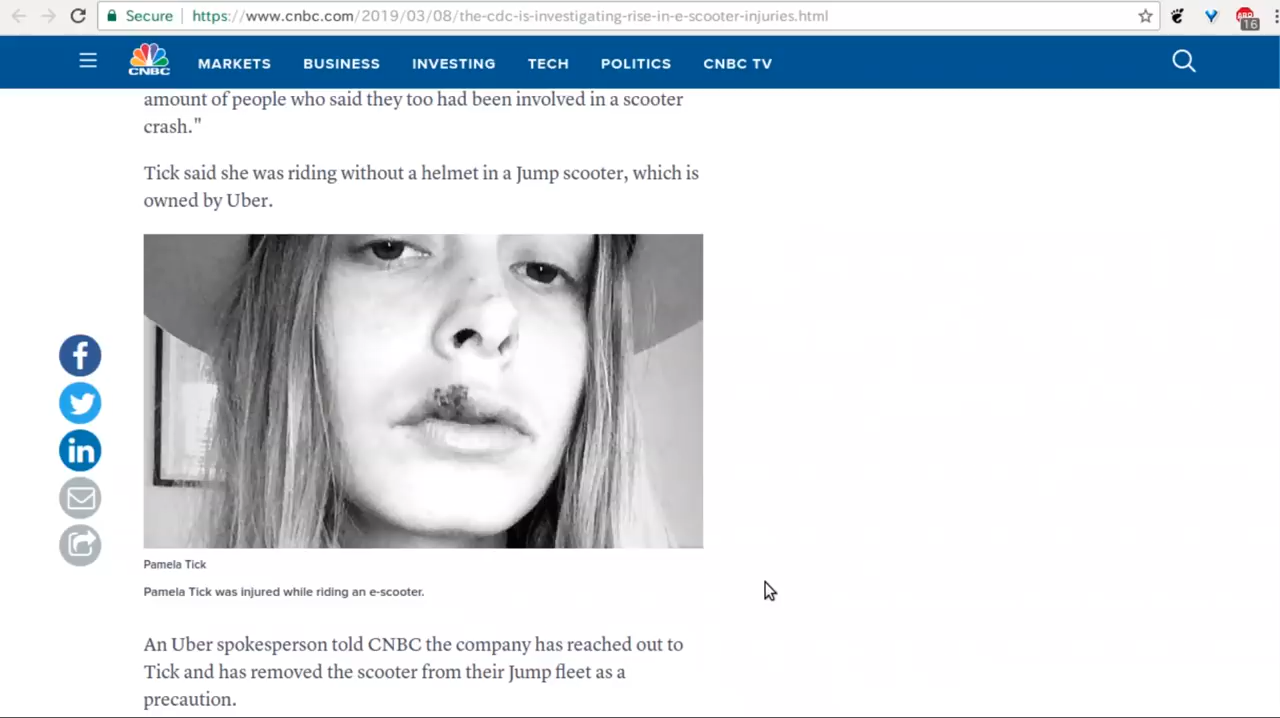 Secure https://www.cnbc.com/2019/03/08/the-cdc-is-investigating-rise-in-e-scooter-injuries.html
16
CNBC MARKETS BUSINESS INVESTING TECH POLITICS CNBC TV
amount of people who said they too had been involved in a scooter
crash."
Tick said she was riding without a helmet in a Jump scooter, which is
owned by Uber.
f
in
Pamela Tick
Pamela Tick was injured while riding an e-scooter.
An Uber spokesperson told CNBC the company has reached out to
Tick and has removed the scooter from their Jump fleet as a
precaution.